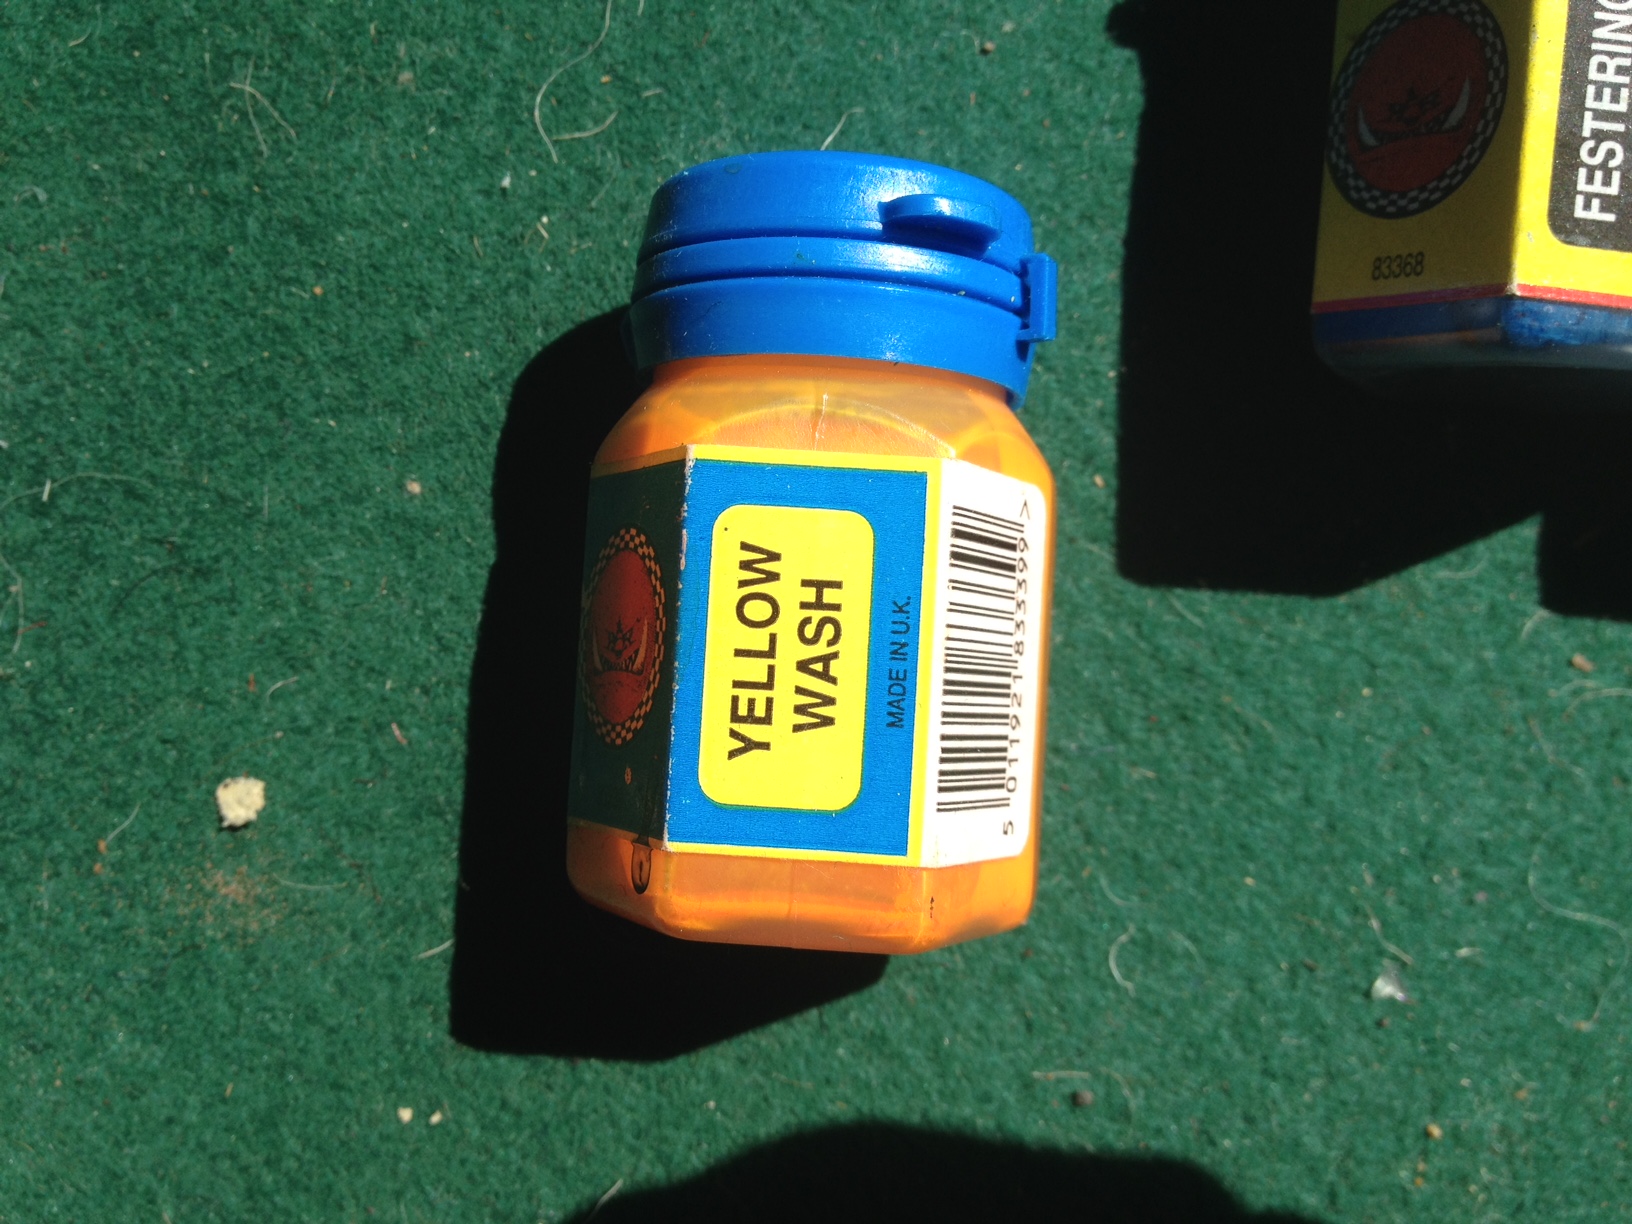 YELLOW
WASH
MADE IN U.K.
5 011921 833399 >
FESTERING
83368